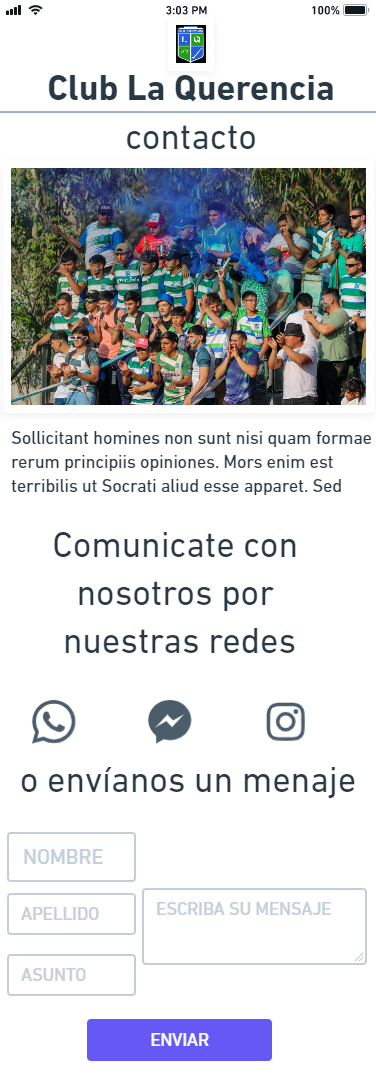 3:03 PM
100%
Club La Querencia
contacto
Sollicitant homines non sunt nisi quam formae
rerum principiis opiniones. Mors enim est
terribilis ut Socrati aliud esse apparet. Sed
Comunicate con
nosotros por
nuestras redes
o envíanos un menaje
NOMBRE
APELLIDO
ESCRIBA SU MENSAJE
ASUNTO
ENVIAR